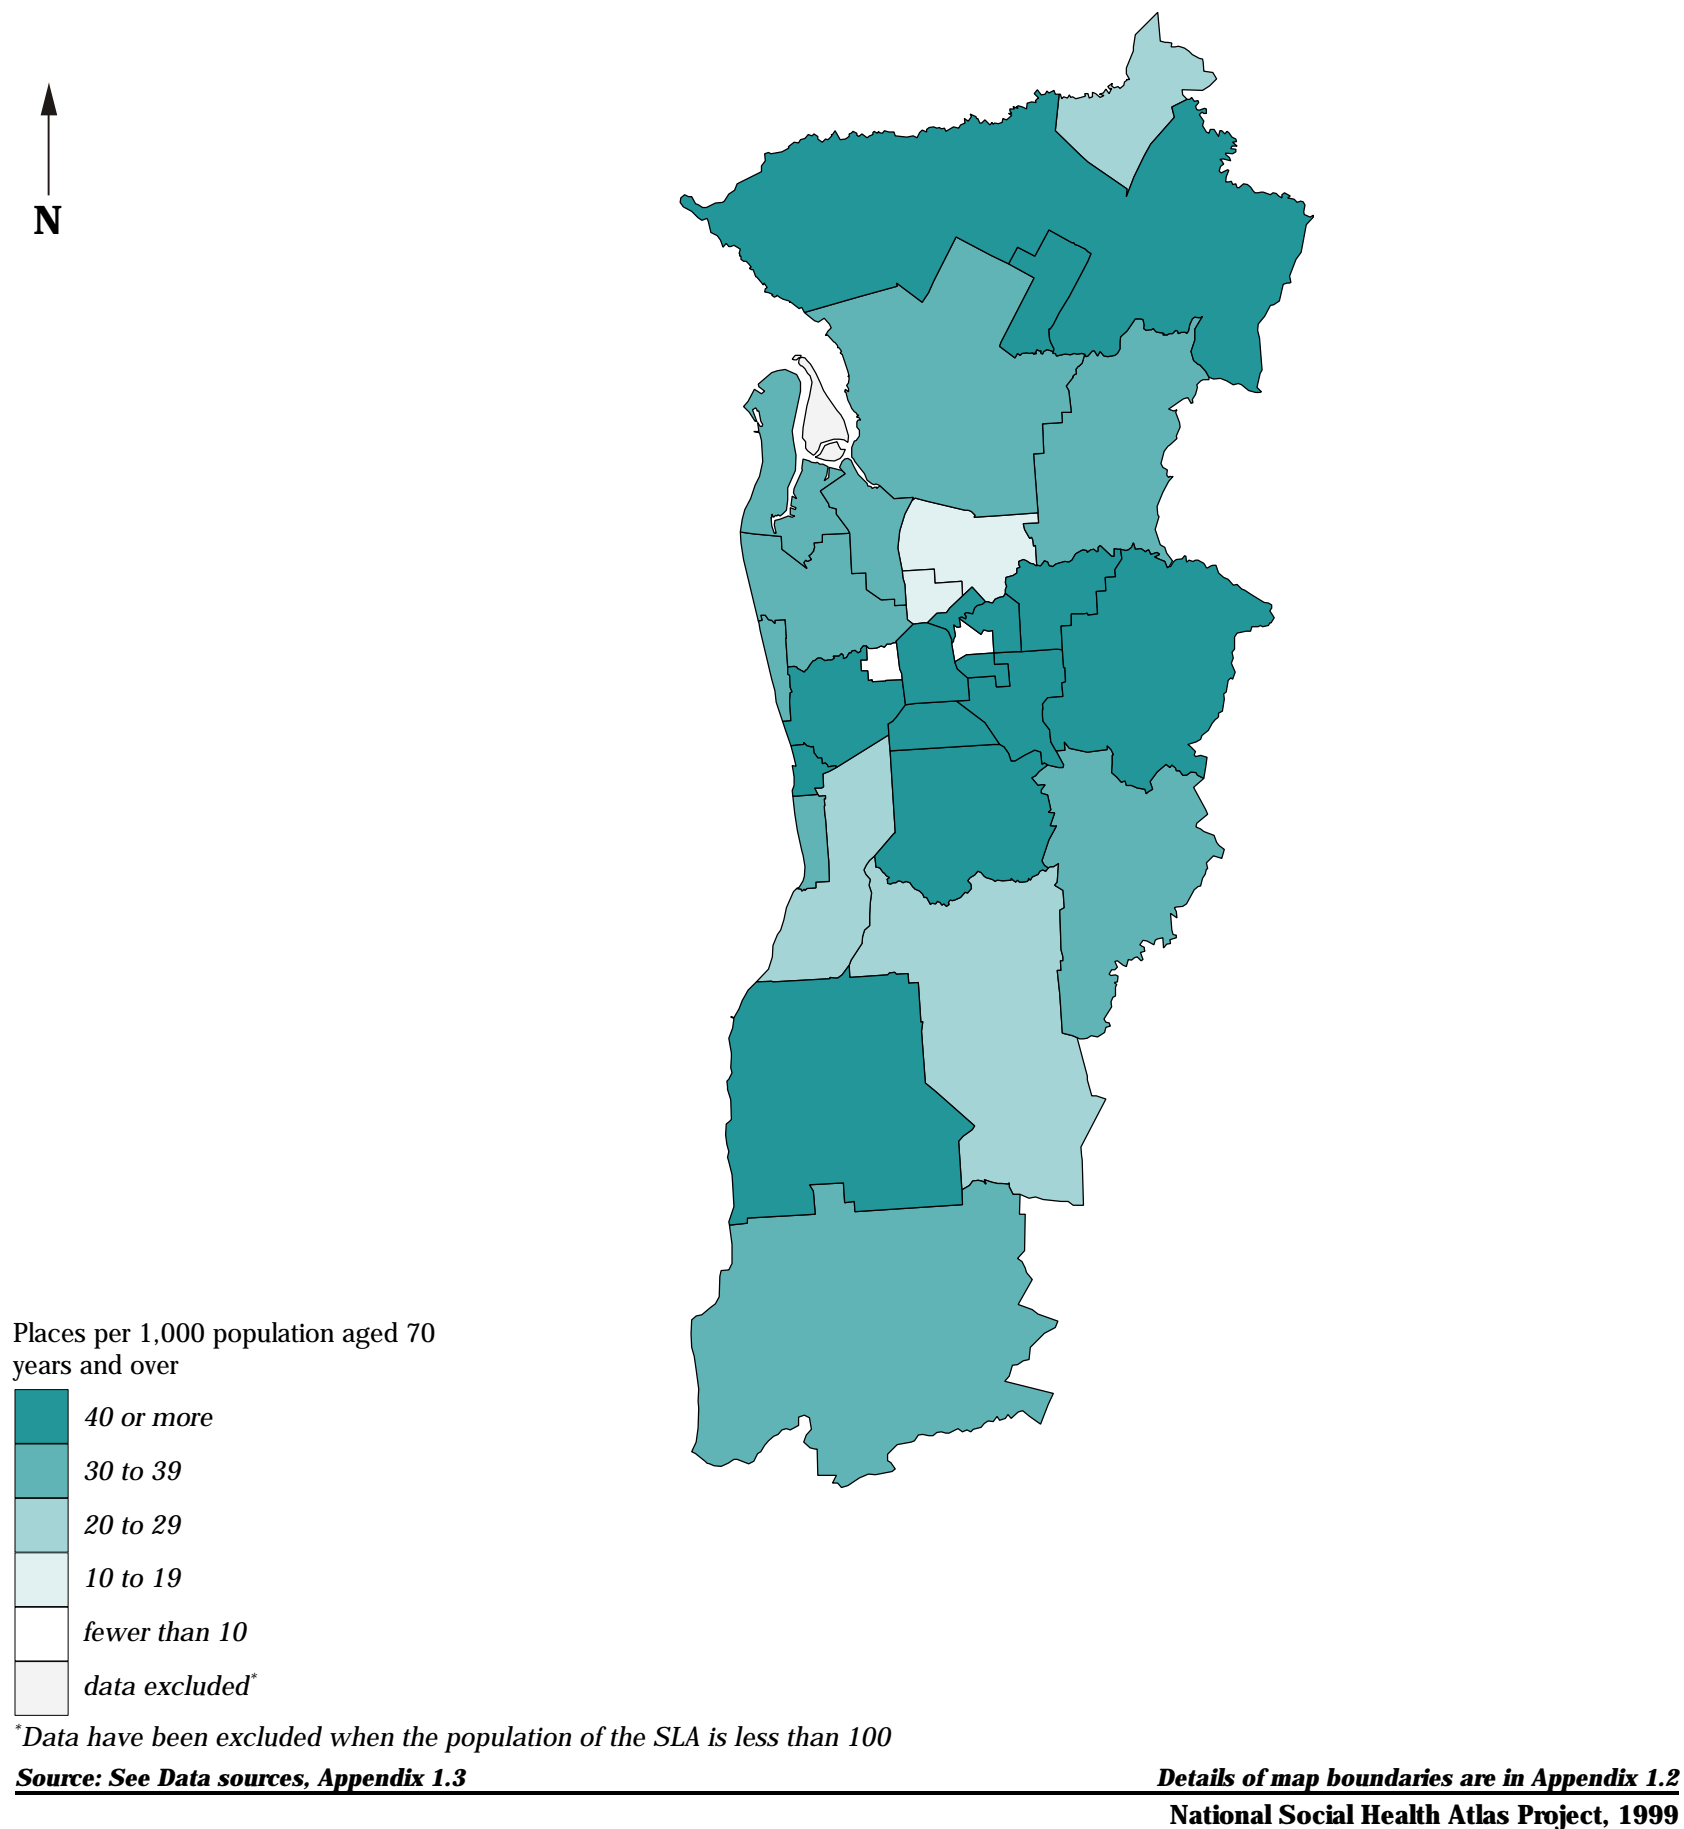 N
Places per 1,000 population aged 70
years and over
40 or more
30 to 39
20 to 29
10 to 19
fewer than 10
data excluded*
*Data have been excluded when the population of the SLA is less than 100
Source: See Data sources, Appendix 1.3
Details of map boundaries are in Appendix 1.2
National Social Health Atlas Project, 1999